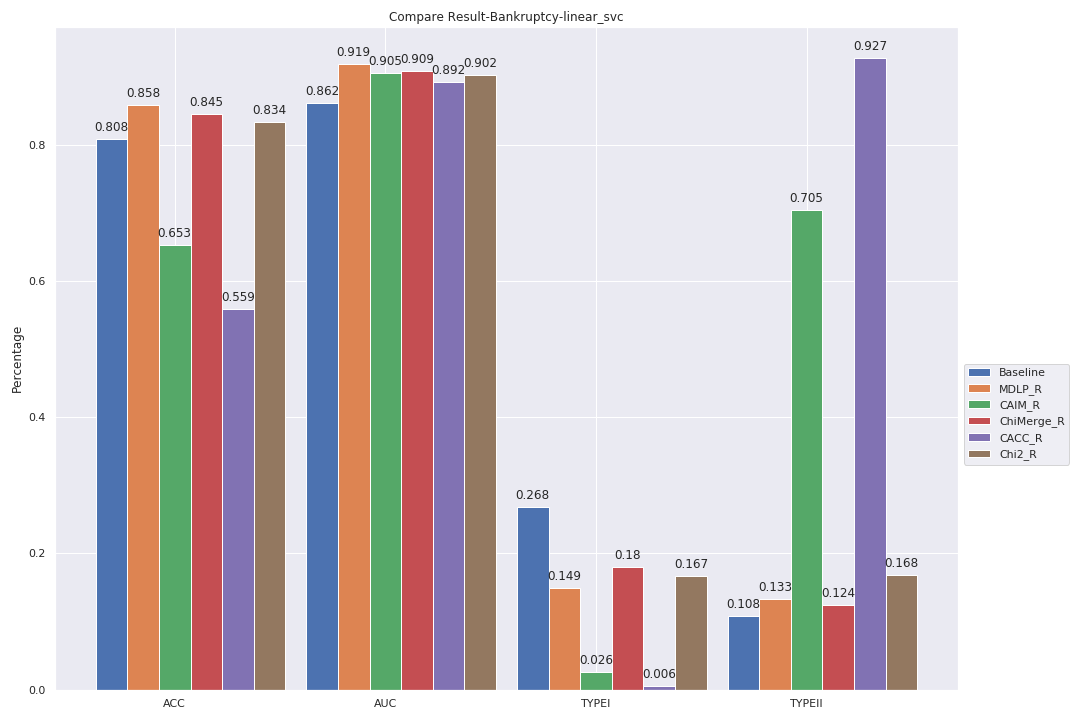 Compare Result-Bankruptcy-linear_svc
Percentage
0.8
0.6
0.4
0.2
0.0
0.808
0.858
0.653
0.845
0.559
0.834
0.862
0.919
0.905
0.909
0.892
0.902
0.268
0.149
0.026
0.18
0.006
0.167
0.108
0.133
0.705
0.124
0.927
0.168
ACC
AUC
TYPEI
TYPEII
Baseline
MDLP_R
CAIM_R
ChiMerge_R
CACC_R
Chi2_R